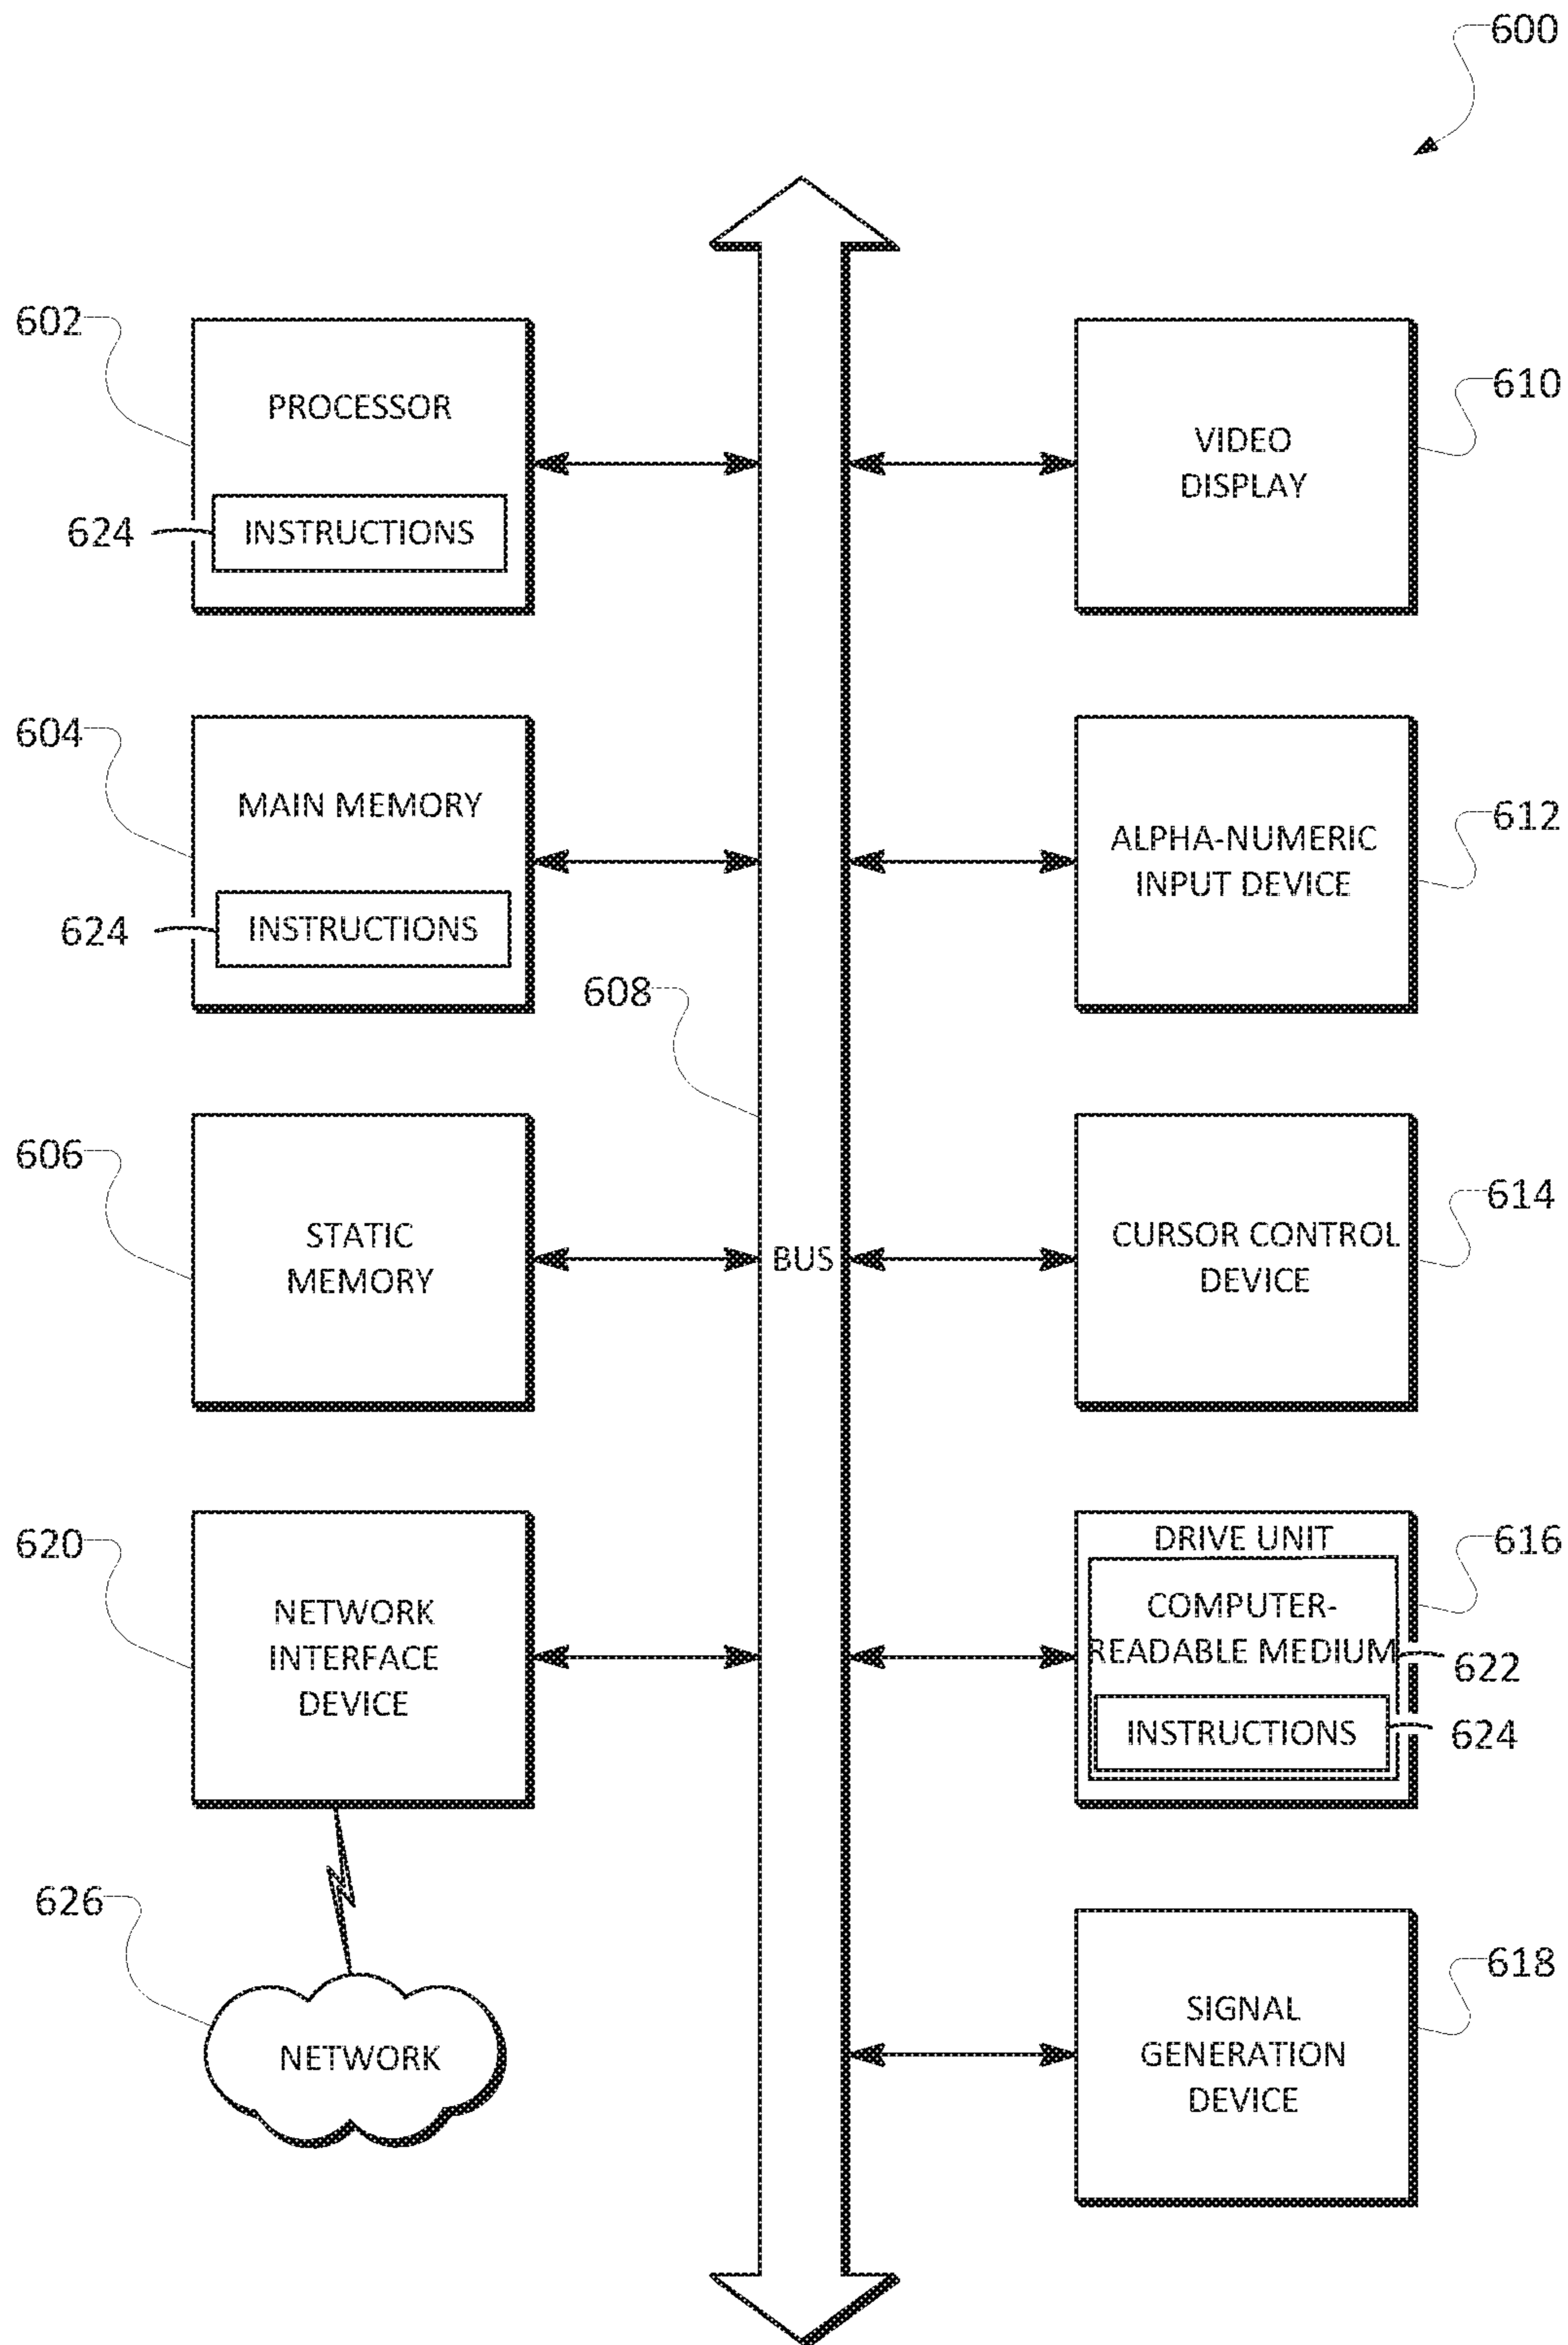 600
602
PROCESSOR
624
INSTRUCTIONS
610
VIDEO
DISPLAY
604
MAIN MEMORY
624
INSTRUCTIONS
612
ALPHA-NUMERIC
INPUT DEVICE
608
BUS
606
STATIC
MEMORY
614
CURSOR CONTROL
DEVICE
620
NETWORK
INTERFACE
DEVICE
616
DRIVE UNIT
COMPUTER-
READABLE MEDIUM
622
INSTRUCTIONS
624
626
NETWORK
618
SIGNAL
GENERATION
DEVICE